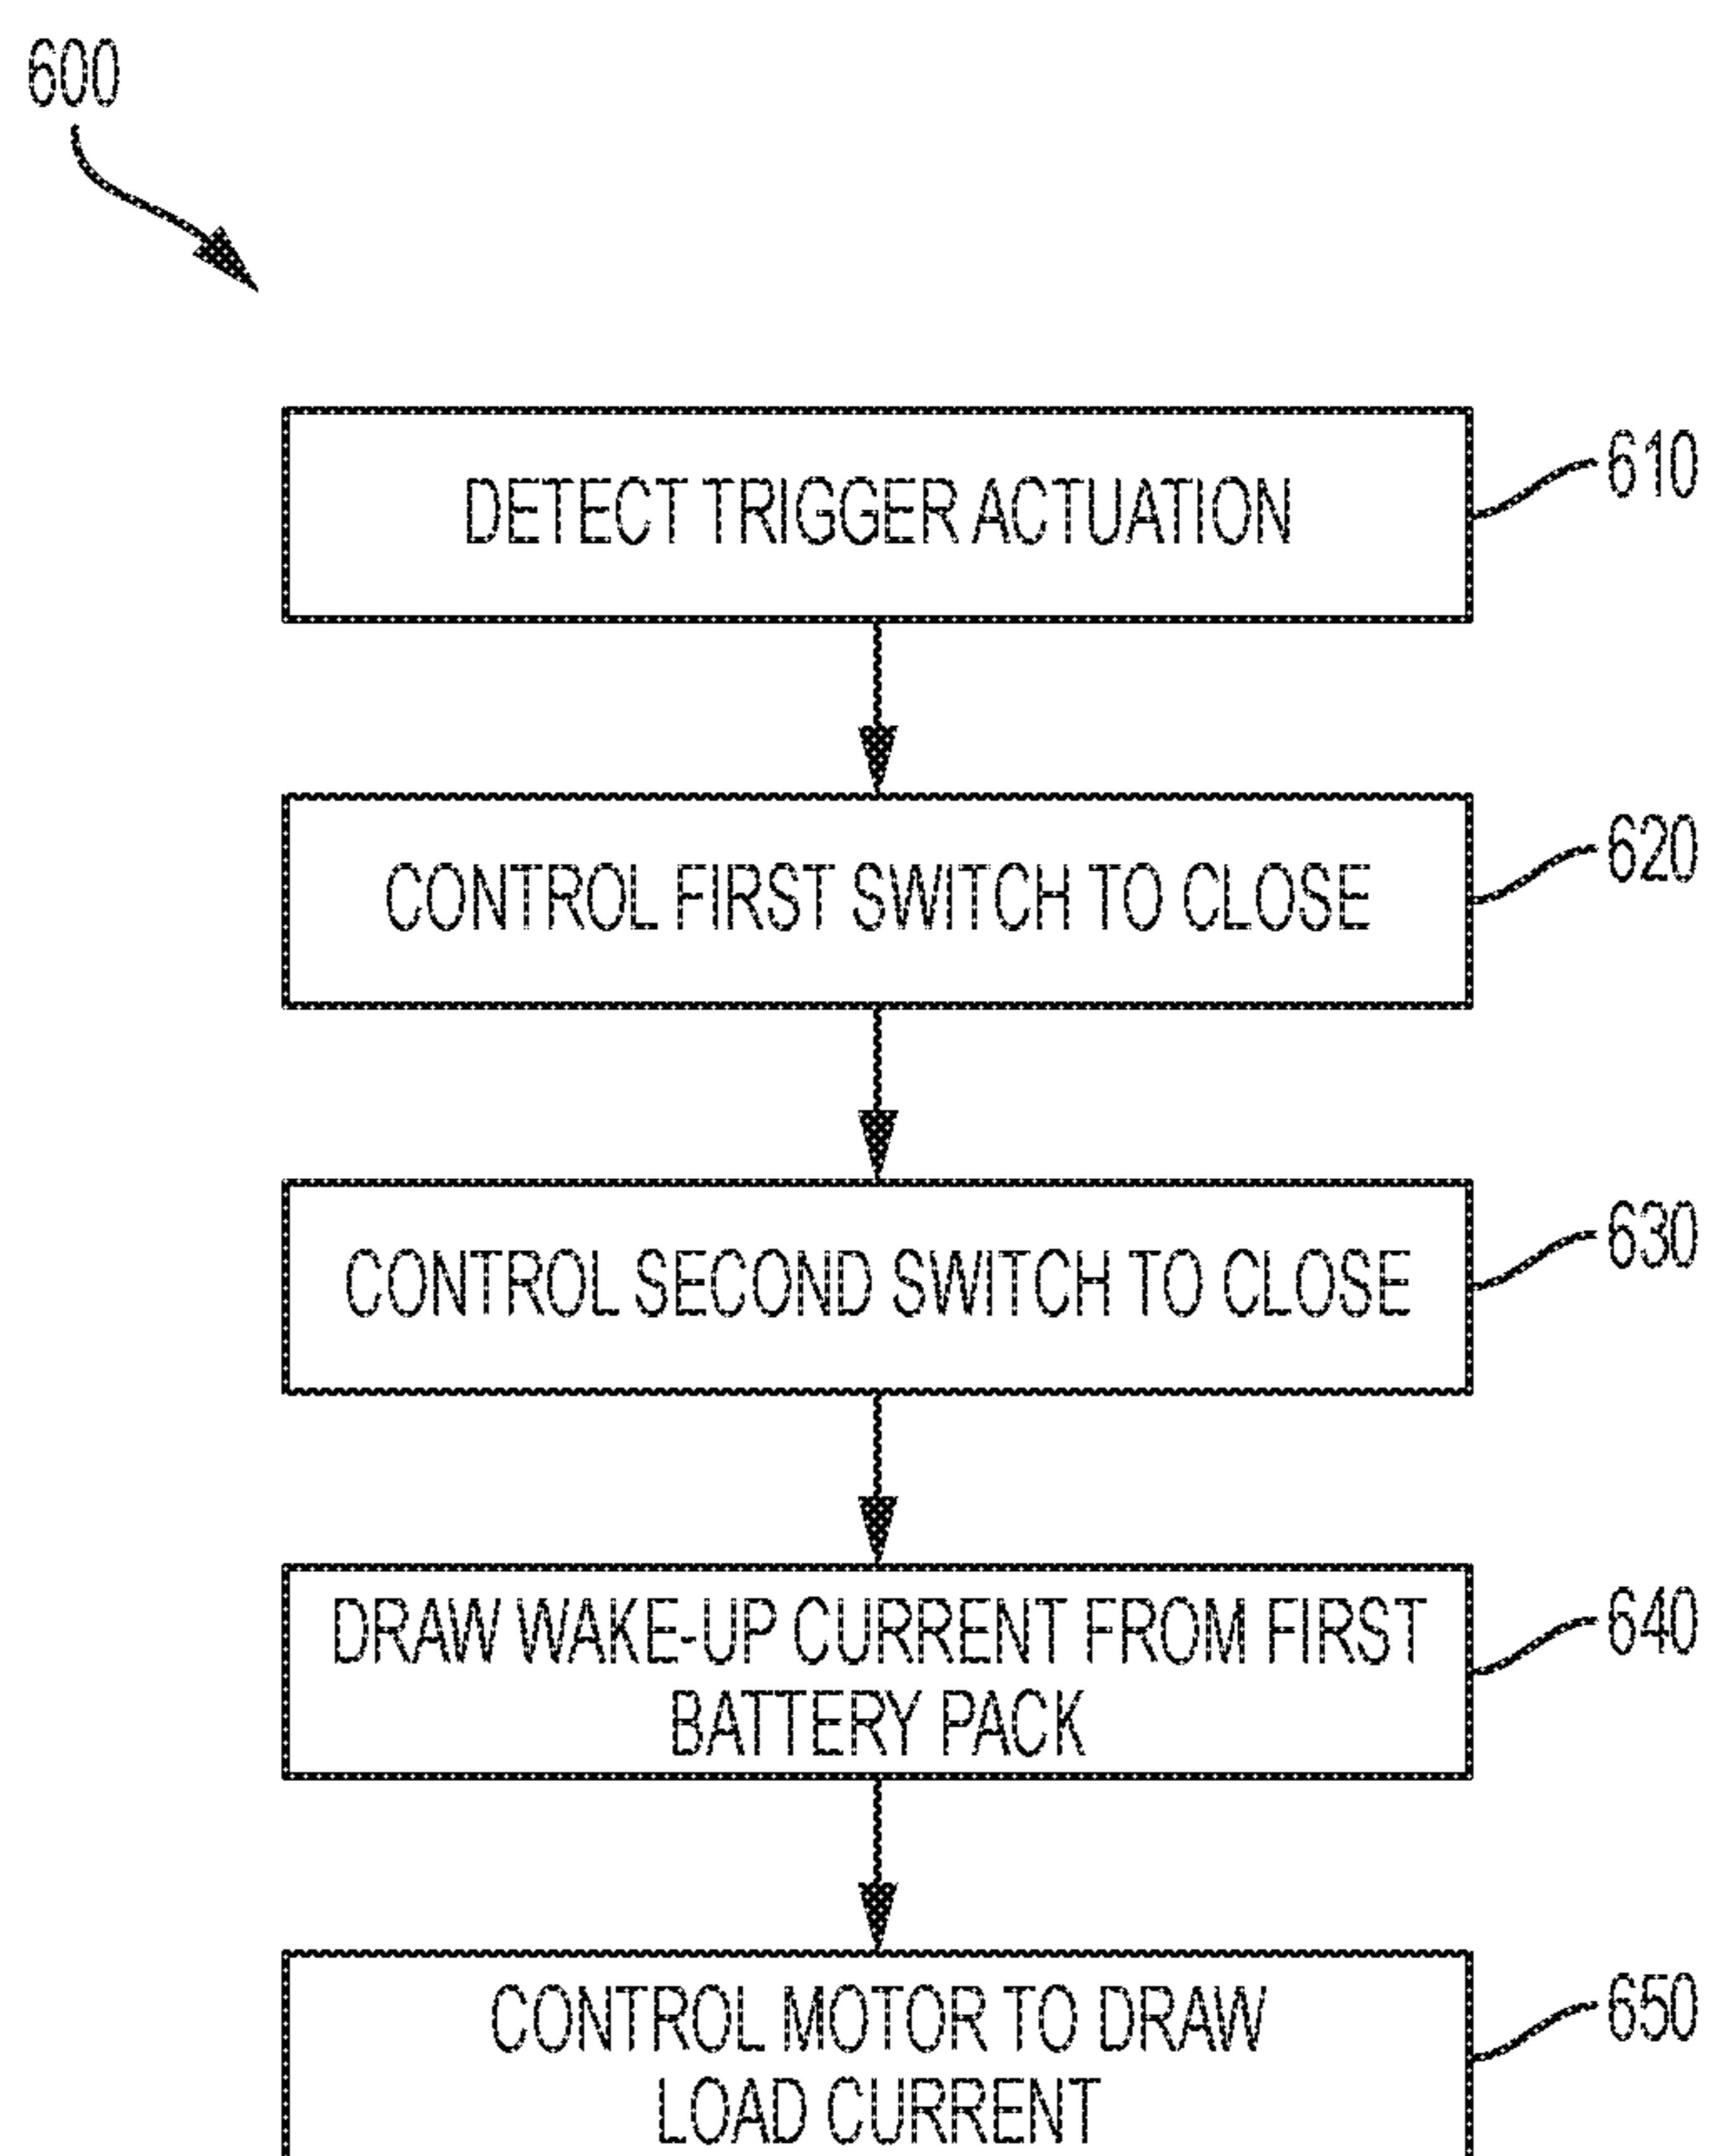 600
DETECT TRIGGER ACTUATION
610
CONTROL FIRST SWITCH TO CLOSE
620
CONTROL SECOND SWITCH TO CLOSE
630
DRAW WAKE-UP CURRENT FROM FIRST
BATTERY PACK
640
CONTROL MOTOR TO DRAW
LOAD CURRENT
650